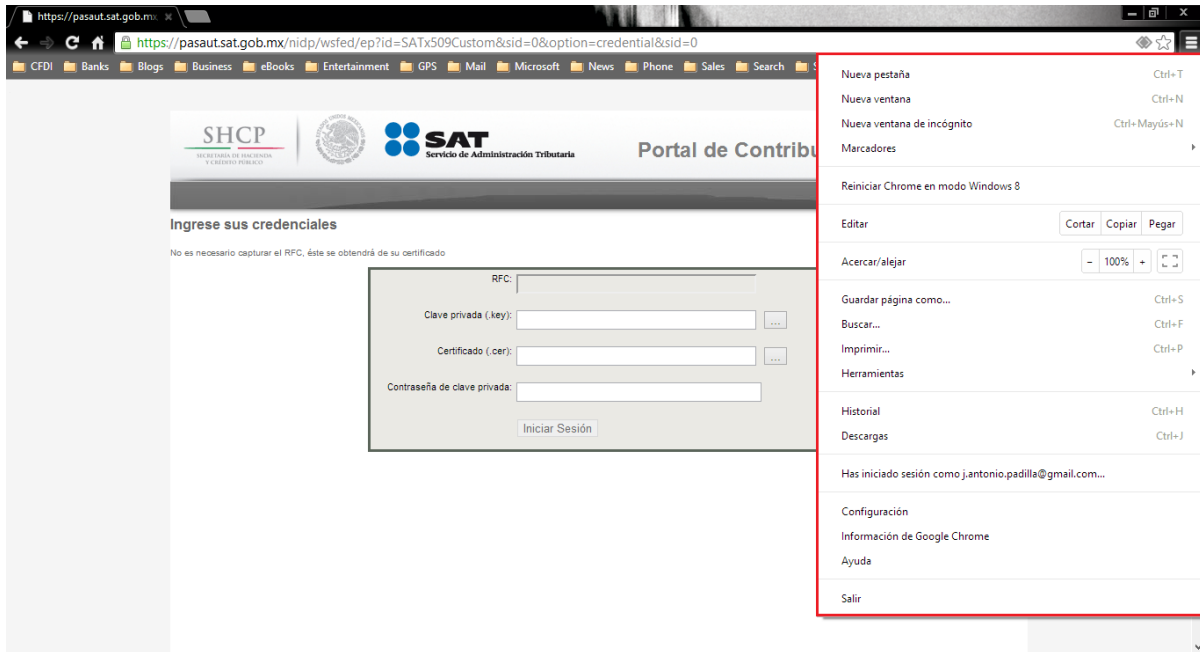 https://pasaut.sat.gob.mx
https://pasaut.sat.gob.mx/nidp/wsfed/ep?id=SATx509Custom&sid=0&option=credential&sid=0
CFDI Banks Blogs Business eBooks Entertainment GPS Mail Microsoft News Phone Sales Search
SHCP
SECRETARÍA DE HACIENDA
Y CRÉDITO PÚBLICO
SAT
Servicio de Administración Tributaria
Portal de Contribu
Ingrese sus credenciales
No es necesario capturar el RFC, éste se obtendrá de su certificado
RFC:
Clave privada (.key):
...
Certificado (.cer):
...
Contraseña de clave privada:
Iniciar Sesión
Nueva pestaña Ctrl+T
Nueva ventana Ctrl+N
Nueva ventana de incógnito Ctrl+Mayús+N
Marcadores
Reiniciar Chrome en modo Windows 8
Editar Cortar Copiar Pegar
Acercar/alejar - 100% +
Guardar página como... Ctrl+S
Buscar... Ctrl+F
Imprimir... Ctrl+P
Herramientas
Historial Ctrl+H
Descargas Ctrl+J
Has iniciado sesión como j.antonio.padilla@gmail.com...
Configuración
Información de Google Chrome
Ayuda
Salir